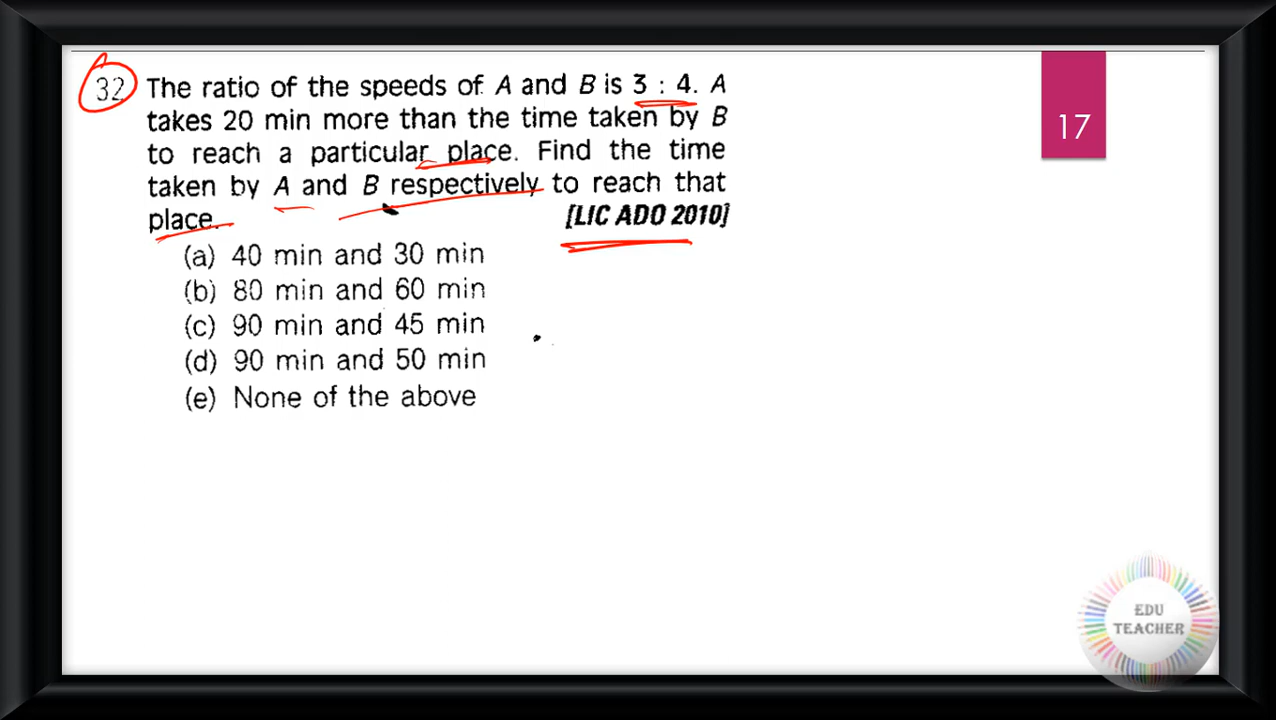 32 The ratio of the speeds of A and B is 3 : 4. A
takes 20 min more than the time taken by B
to reach a particular place. Find the time
taken by A and B respectively to reach that
place. [LIC ADO 2010]
(a) 40 min and 30 min
(b) 80 min and 60 min
(c) 90 min and 45 min
(d) 90 min and 50 min
(e) None of the above
17
EDU
TEACHER